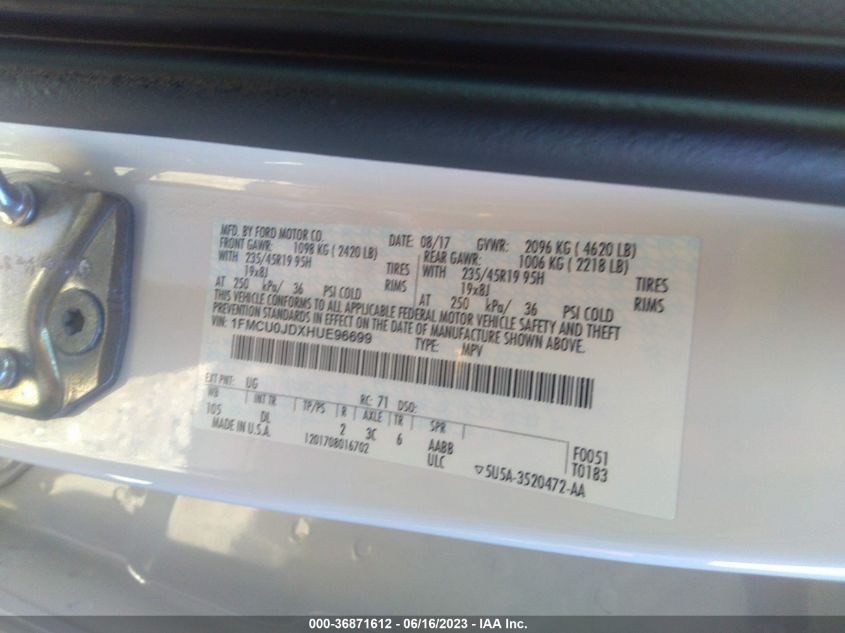 MFD. BY FORD MOTOR CO. DATE: 08/17 GVWR: 2096 KG ( 4620 LB)
FRONT GAWR: 1098 KG ( 2420 LB) REAR GAWR: 1006 KG ( 2218 LB)
WITH 235/45R19 95H TIRES WITH 235/45R19 95H TIRES
19x8J RIMS 19x8J RIMS
AT 250 kPa/ 36 PSI COLD AT 250 kPa/ 36 PSI COLD
THIS VEHICLE CONFORMS TO ALL APPLICABLE FEDERAL MOTOR VEHICLE SAFETY AND THEFT
PREVENTION STANDARDS IN EFFECT ON THE DATE OF MANUFACTURE SHOWN ABOVE.
VIN: 1FMCU0JDXHUE96699 TYPE: MPV
EXT PNT: UG RC: 71 DSO:
WB INT TR TP/PS R AXLE TR SPR
105 DL 2 3C 6 AABB F0051
MADE IN U.S.A. 1201708016702 ULC T0183
5U5A-3520472-AA
000-36871612 - 06/16/2023 - IAA Inc.